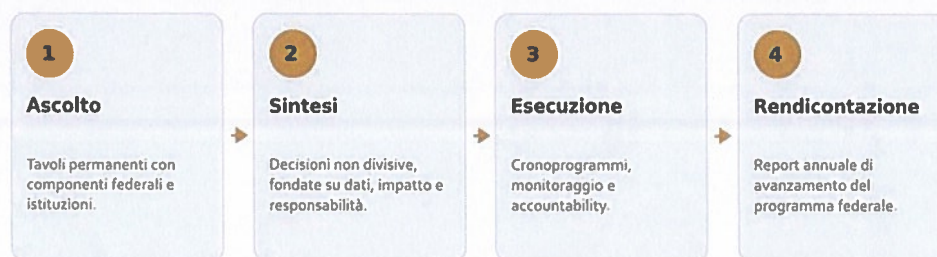 1
Ascolto
Tavoli permanenti con
componenti federali e
istituzioni.
2
Sintesi
Decisioni non divisive,
fondate su dati, impatto e
responsabilità.
3
Esecuzione
Cronoprogrammi,
monitoraggio e
accountability.
4
Rendicontazione
Report annuale di
avanzamento del
programma federale.